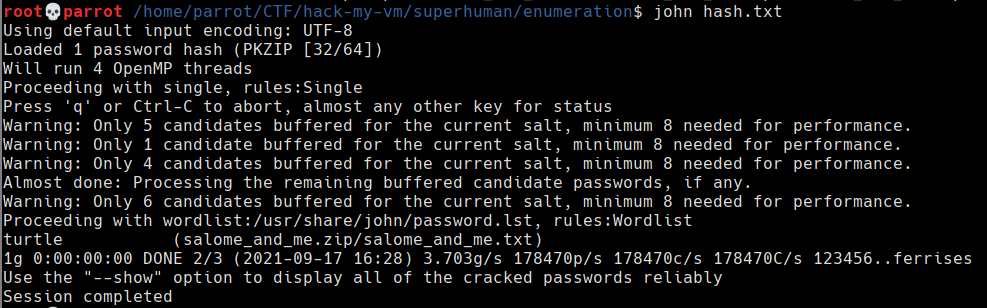 root💀parrot /home/parrot/CTF/hack-my-vm/superhuman/enumeration$ john hash.txt
Using default input encoding: UTF-8
Loaded 1 password hash (PKZIP [32/64])
Will run 4 OpenMP threads
Proceeding with single, rules:Single
Press 'q' or Ctrl-C to abort, almost any other key for status
Warning: Only 5 candidates buffered for the current salt, minimum 8 needed for performance.
Warning: Only 1 candidate buffered for the current salt, minimum 8 needed for performance.
Warning: Only 4 candidates buffered for the current salt, minimum 8 needed for performance.
Almost done: Processing the remaining buffered candidate passwords, if any.
Warning: Only 6 candidates buffered for the current salt, minimum 8 needed for performance.
Proceeding with wordlist:/usr/share/john/password.lst, rules:Wordlist
turtle           (salome_and_me.zip/salome_and_me.txt)
1g 0:00:00:00 DONE 2/3 (2021-09-17 16:28) 3.703g/s 178470p/s 178470c/s 178470C/s 123456..ferrises
Use the "--show" option to display all of the cracked passwords reliably
Session completed